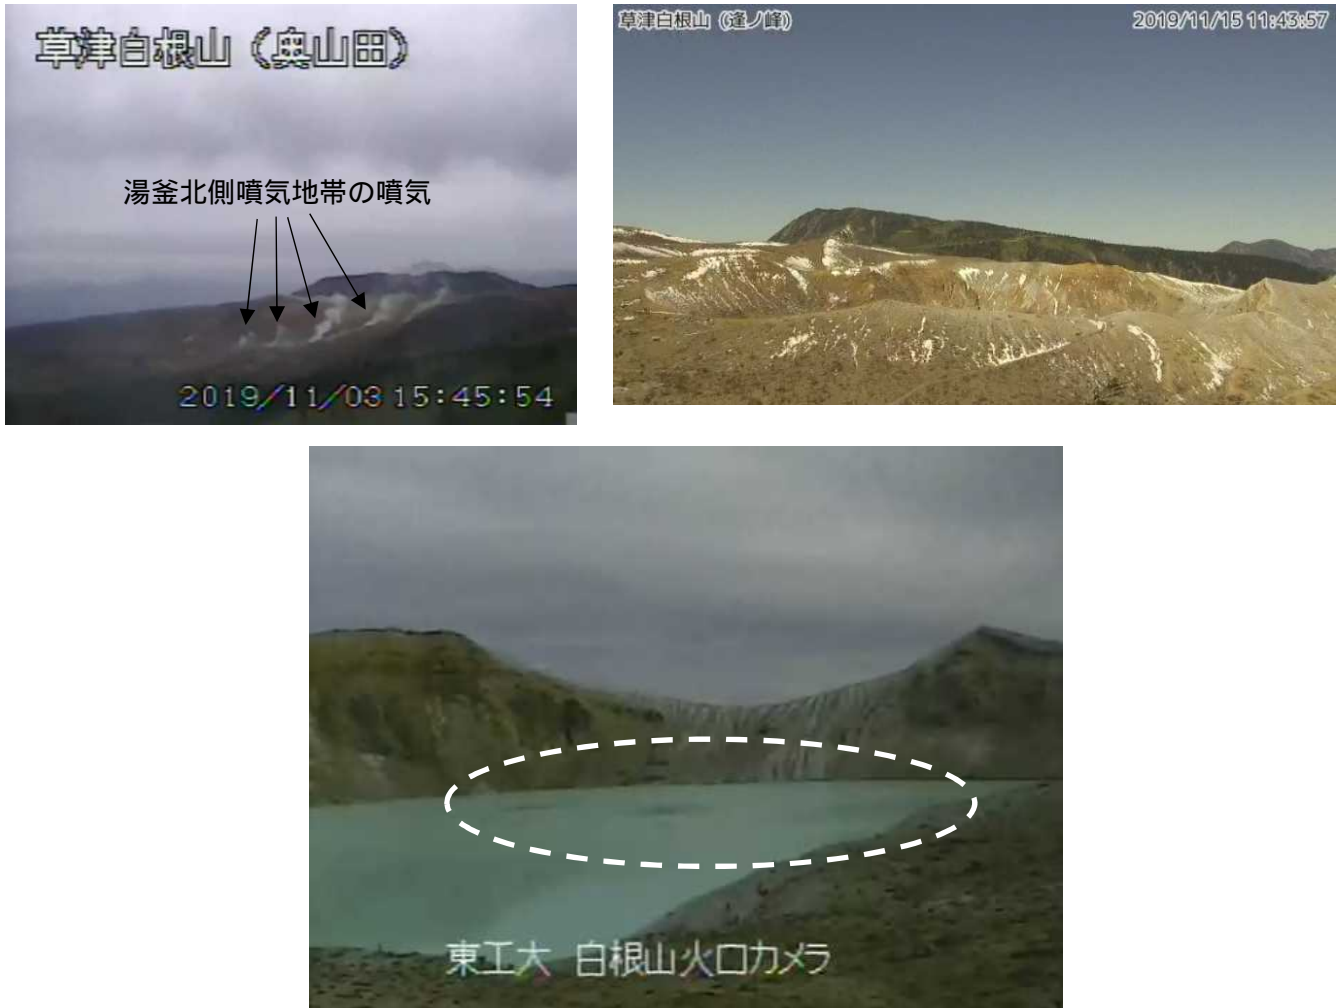 草津白根山(奥山田)
湯釜北側噴気地帯の噴気
2019/11/03 15:45:54
草津白根山(逢ノ峰)
2019/11/15 11:43:57
東工大 白根山火口カメラ